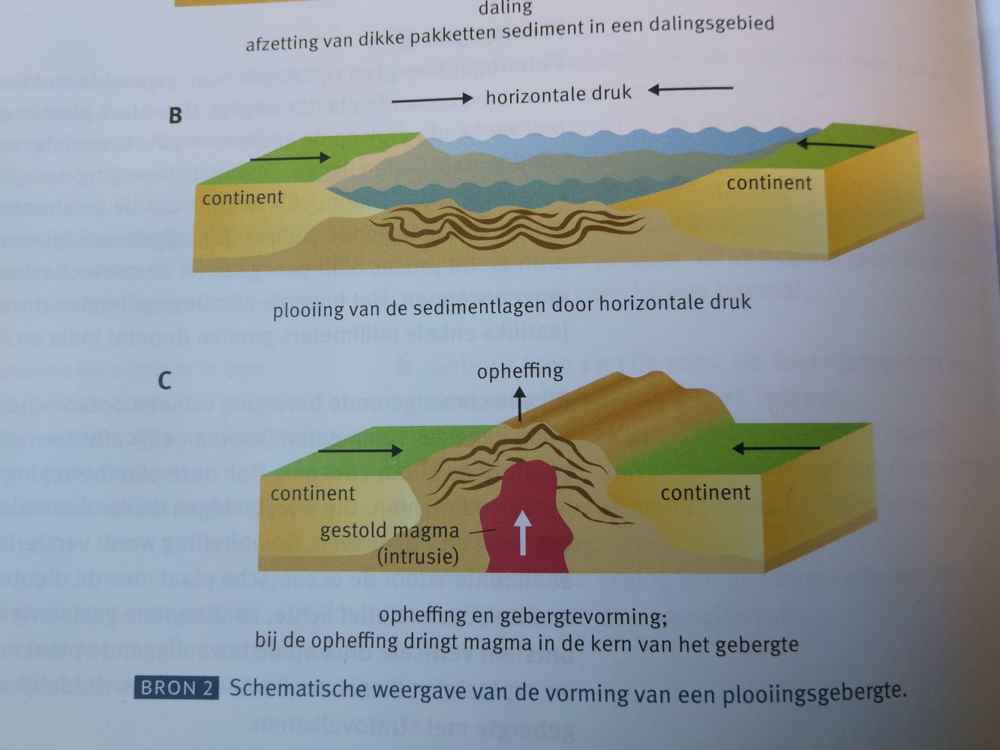 daling
afzetting van dikke pakketten sediment in een dalingsgebied
horizontale druk
B
continent
continent
plooiing van de sedimentlagen door horizontale druk
C
opheffing
continent
continent
gestold magma
(intrusie)
opheffing en gebergtevorming;
bij de opheffing dringt magma in de kern van het gebergte
BRON 2 Schematische weergave van de vorming van een plooiingsgebergte.